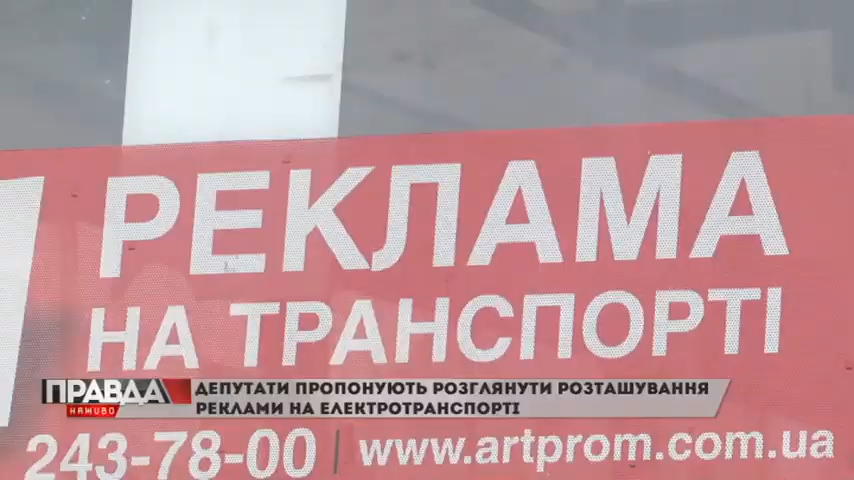 РЕКЛАМА
НА ТРАНСПОРТІ
ПРАВДА
НАЖИВО
ДЕПУТАТИ ПРОПОНУЮТЬ РОЗГЛЯНУТИ РОЗТАШУВАННЯ
РЕКЛАМИ НА ЕЛЕКТРОТРАНСПОРТІ
243-78-00 | www.artprom.com.ua